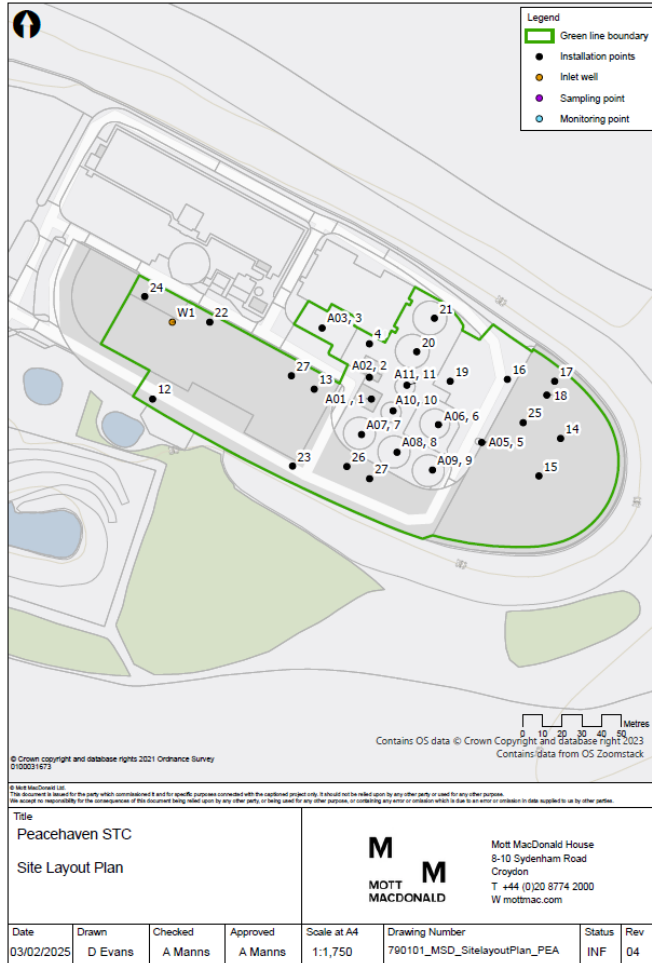 Legend
Green line boundary
Installation points
Inlet well
Sampling point
Monitoring point
24
W1
22
A03, 3
4
21
20
27
13
A02, 2
A11, 11
19
16
17
18
12
A01 , 1
A10, 10
A07, 7
A06, 6
25
14
A08, 8
A05, 5
23
26
27
A09, 9
15
0 10 20 30 40 50 Metres
Contains OS data © Crown Copyright and database right 2023
Contains data from OS Zoomstack
© Crown copyright and database rights 2021 Ordnance Survey
0100031673
© Mott MacDonald Ltd.
This document is issued for the party which commissioned it and for specific purposes connected with the captioned project only. It should not be relied upon by any other party or used for any other purpose.
We accept no responsibility for the consequences of this document being relied upon by any other party, or being used for any other purpose, or containing any error or omission which is due to an error or omission in data supplied to us by other parties.
Title
Peacehaven STC
Site Layout Plan
M
M
MOTT
MACDONALD
Mott MacDonald House
8-10 Sydenham Road
Croydon
T +44 (0)20 8774 2000
W mottmac.com
Date Drawn Checked Approved Scale at A4 Drawing Number Status Rev
03/02/2025 D Evans A Manns A Manns 1:1,750 790101_MSD_SitelayoutPlan_PEA INF 04